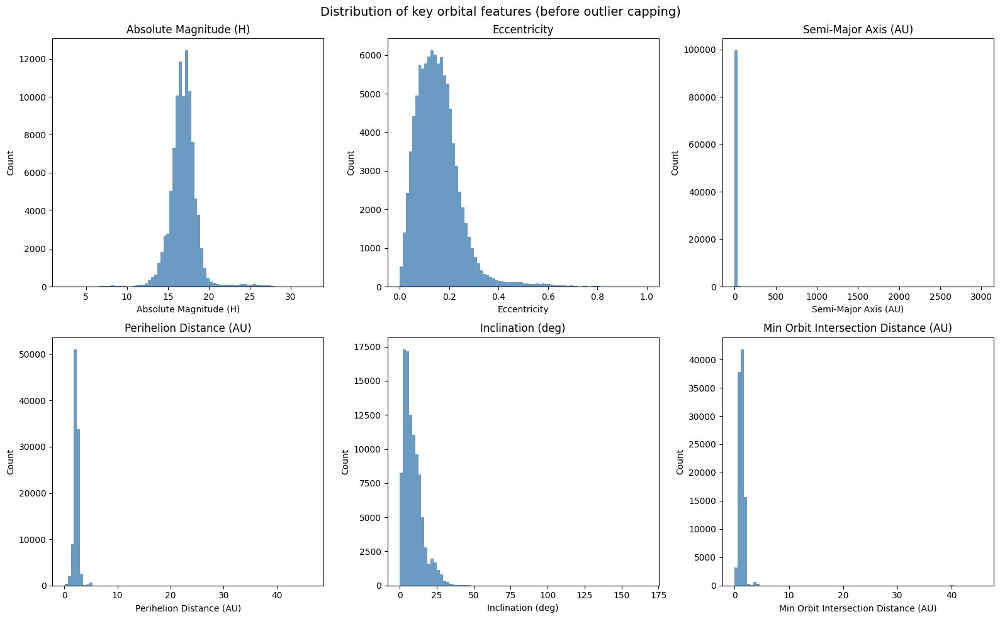 Distribution of key orbital features (before outlier capping)
Absolute Magnitude (H)
Count
12000
10000
8000
6000
4000
2000
0
5 10 15 20 25 30
Absolute Magnitude (H)
Eccentricity
Count
6000
5000
4000
3000
2000
1000
0
0.0 0.2 0.4 0.6 0.8 1.0
Eccentricity
Semi-Major Axis (AU)
Count
100000
80000
60000
40000
20000
0
0 500 1000 1500 2000 2500 3000
Semi-Major Axis (AU)
Perihelion Distance (AU)
Count
50000
40000
30000
20000
10000
0
0 10 20 30 40
Perihelion Distance (AU)
Inclination (deg)
Count
17500
15000
12500
10000
7500
5000
2500
0
0 25 50 75 100 125 150 175
Inclination (deg)
Min Orbit Intersection Distance (AU)
Count
40000
35000
30000
25000
20000
15000
10000
5000
0
0 10 20 30 40
Min Orbit Intersection Distance (AU)